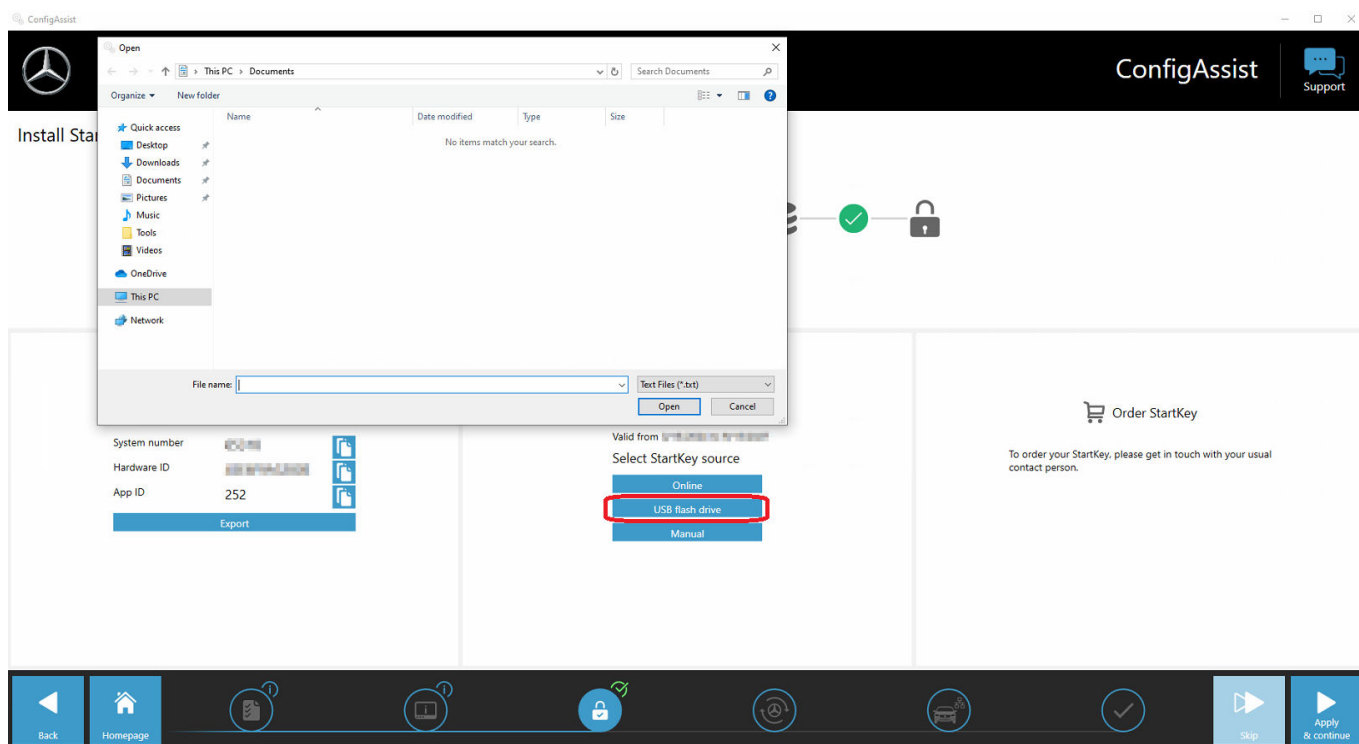 ConfigAssist
Open
This PC > Documents
Search Documents
ConfigAssist
Support
Organize
New folder
Install Star
Name
Date modified
Type
Size
No items match your search.
Quick access
Desktop
Downloads
Documents
Pictures
Music
Tools
Videos
OneDrive
This PC
Network
File name:
Text Files (*.txt)
Open
Cancel
System number
Hardware ID
App ID
252
Export
Valid from
Select StartKey source
Online
USB flash drive
Manual
Order StartKey
To order your StartKey, please get in touch with your usual
contact person.
Back
Homepage
Skip
Apply
& continue